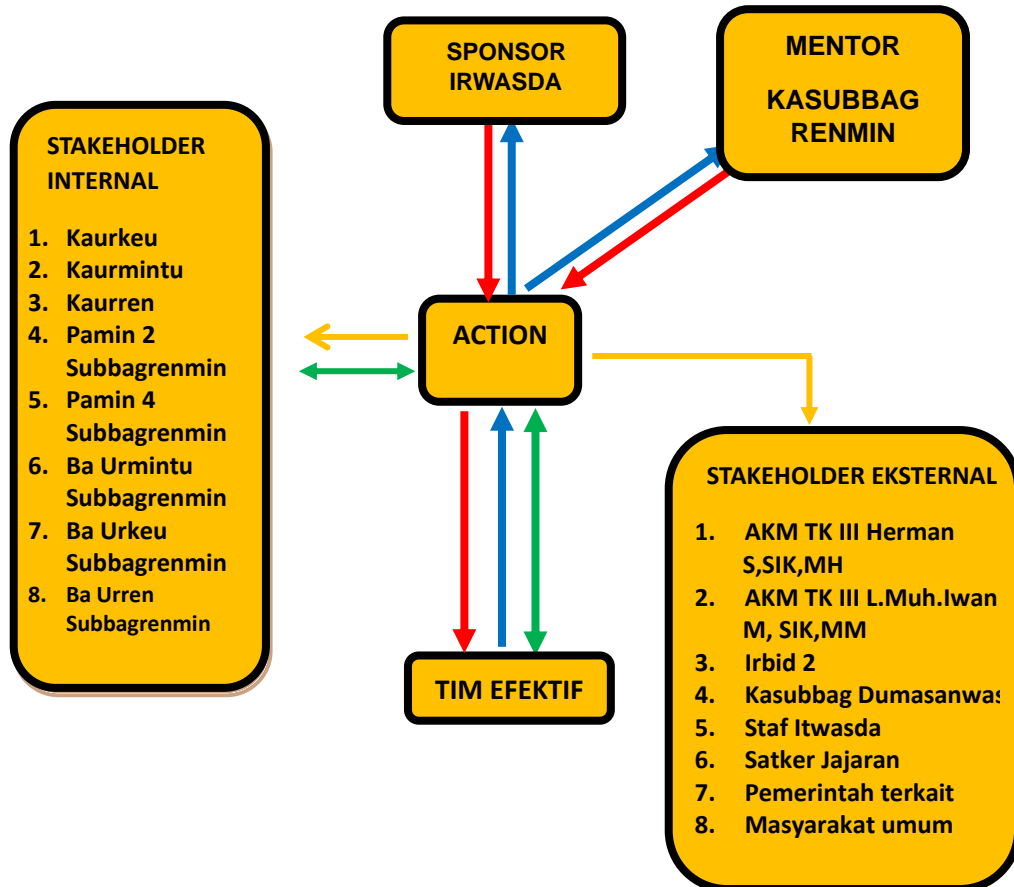 SPONSOR
IRWASDA
MENTOR
KASUBBAG
RENMIN
STAKEHOLDER
INTERNAL
1. Kaurkeu
2. Kaurmintu
3. Kaurren
4. Pamin 2
Subbagrenmin
5. Pamin 4
Subbagrenmin
6. Ba Urmintu
Subbagrenmin
7. Ba Urkeu
Subbagrenmin
8. Ba Urren
Subbagrenmin
ACTION
TIM EFEKTIF
STAKEHOLDER EKSTERNAL
1. AKM TK III Herman
S,SIK,MH
2. AKM TK III L.Muh.Iwan
M, SIK,MM
3. Irbid 2
4. Kasubbag Dumasanwas
5. Staf Itwasda
6. Satker Jajaran
7. Pemerintah terkait
8. Masyarakat umum